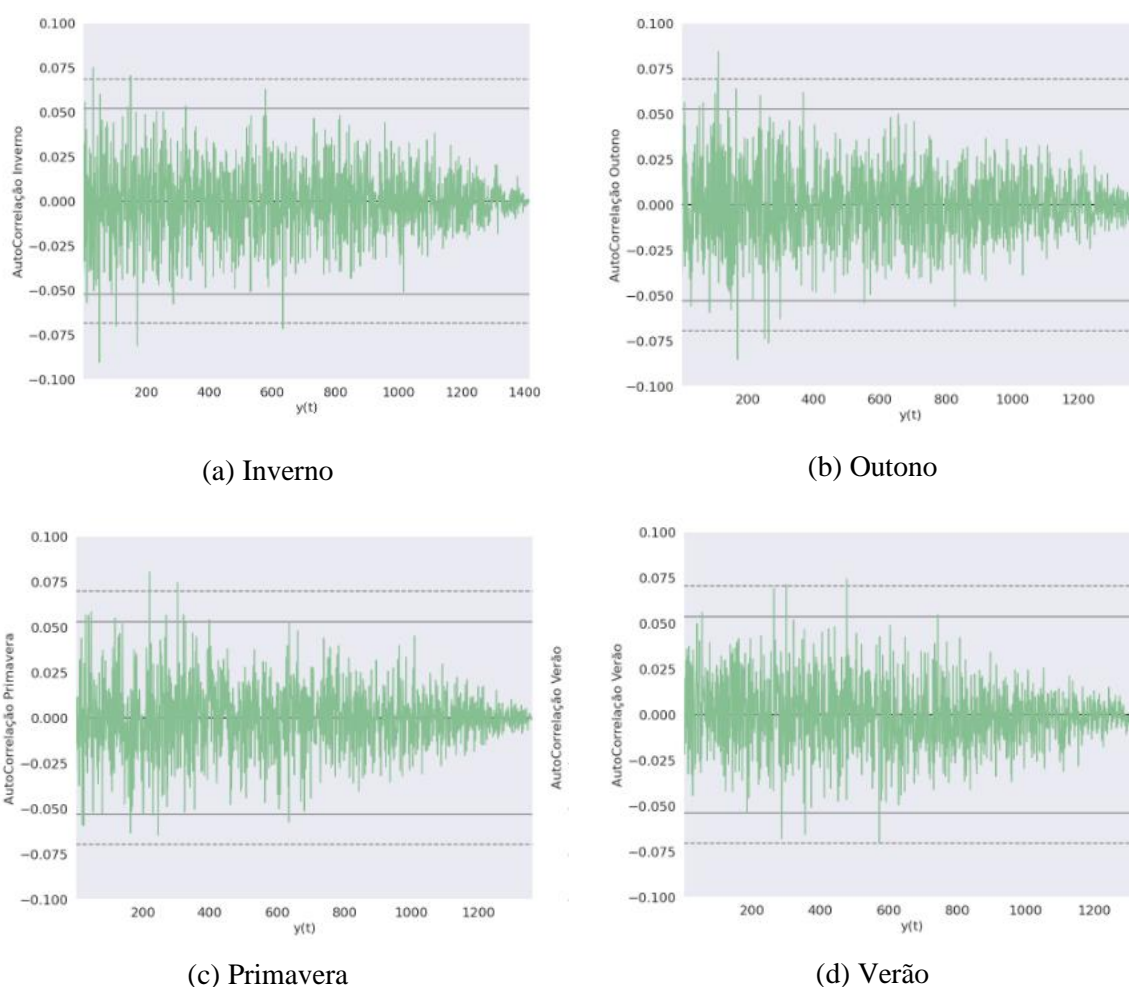 AutoCorrelação Inverno
0.100
0.075
0.050
0.025
0.000
−0.025
−0.050
−0.075
−0.100
200 400 600 800 1000 1200 1400
y(t)
(a) Inverno
AutoCorrelação Outono
0.100
0.075
0.050
0.025
0.000
−0.025
−0.050
−0.075
−0.100
200 400 600 800 1000 1200
y(t)
(b) Outono
AutoCorrelação Primavera
0.100
0.075
0.050
0.025
0.000
−0.025
−0.050
−0.075
−0.100
200 400 600 800 1000 1200
y(t)
(c) Primavera
AutoCorrelação Verão
AutoCorrelação Verão
0.100
0.075
0.050
0.025
0.000
−0.025
−0.050
−0.075
−0.100
200 400 600 800 1000 1200
y(t)
(d) Verão